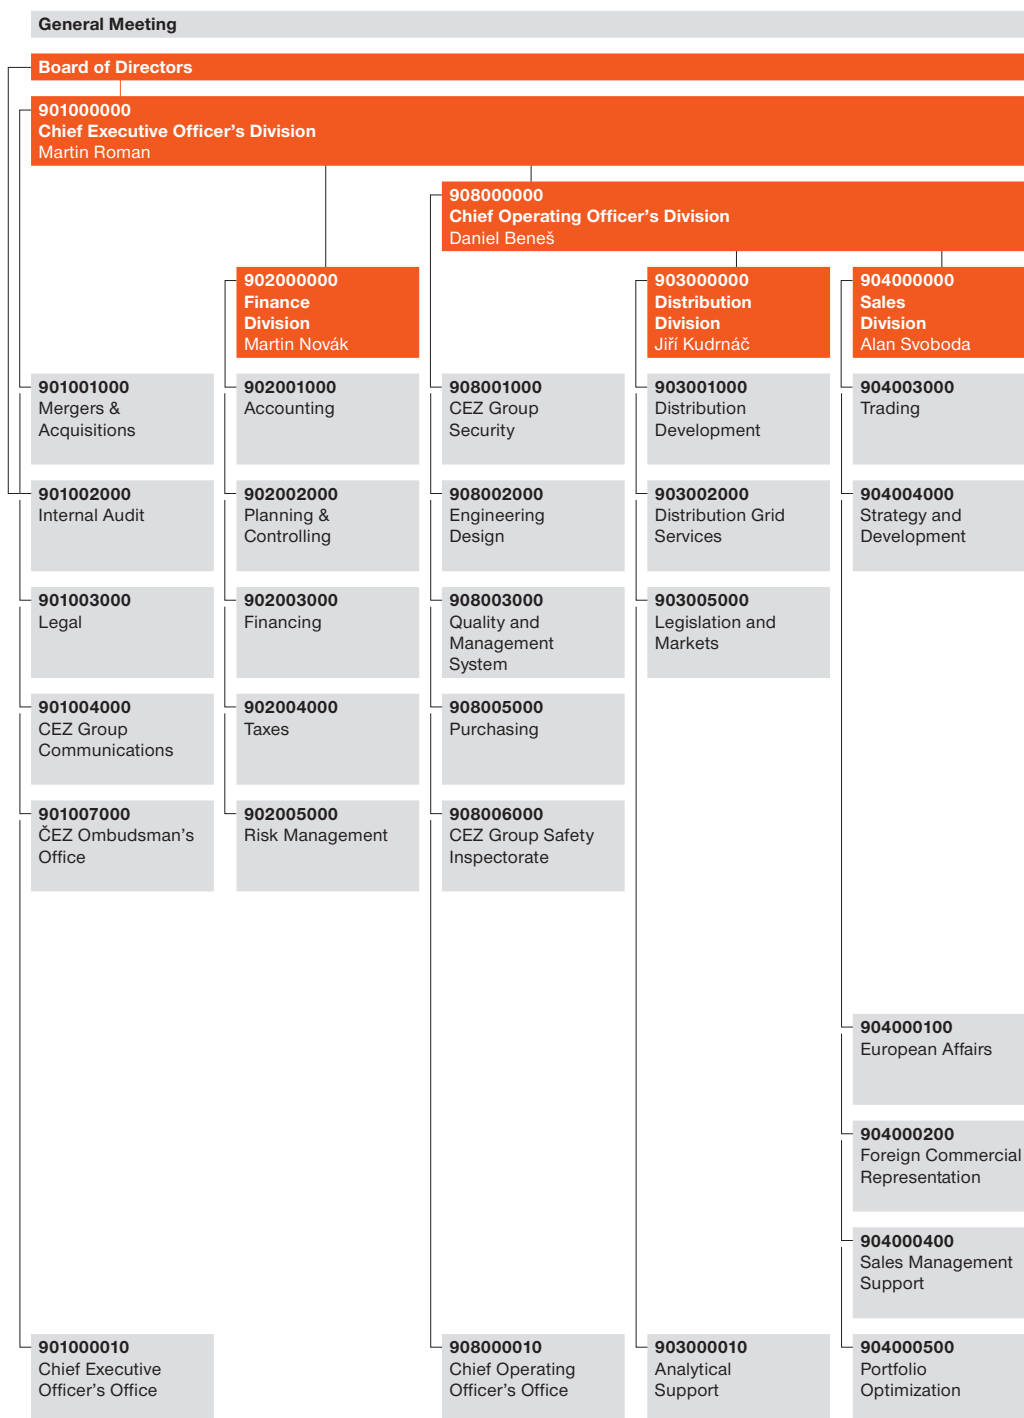 General Meeting
Board of Directors
901000000
Chief Executive Officer's Division
Martin Roman
908000000
Chief Operating Officer's Division
Daniel Beneš
902000000
Finance
Division
Martin Novák
903000000
Distribution
Division
Jiří Kudrnáč
904000000
Sales
Division
Alan Svoboda
901001000
Mergers &
Acquisitions
902001000
Accounting
908001000
CEZ Group
Security
903001000
Distribution
Development
904003000
Trading
901002000
Internal Audit
902002000
Planning &
Controlling
908002000
Engineering
Design
903002000
Distribution Grid
Services
904004000
Strategy and
Development
901003000
Legal
902003000
Financing
908003000
Quality and
Management
System
903005000
Legislation and
Markets
901004000
CEZ Group
Communications
902004000
Taxes
908005000
Purchasing
901007000
ČEZ Ombudsman's
Office
902005000
Risk Management
908006000
CEZ Group Safety
Inspectorate
904000100
European Affairs
904000200
Foreign Commercial
Representation
904000400
Sales Management
Support
901000010
Chief Executive
Officer's Office
908000010
Chief Operating
Officer's Office
903000010
Analytical
Support
904000500
Portfolio
Optimization